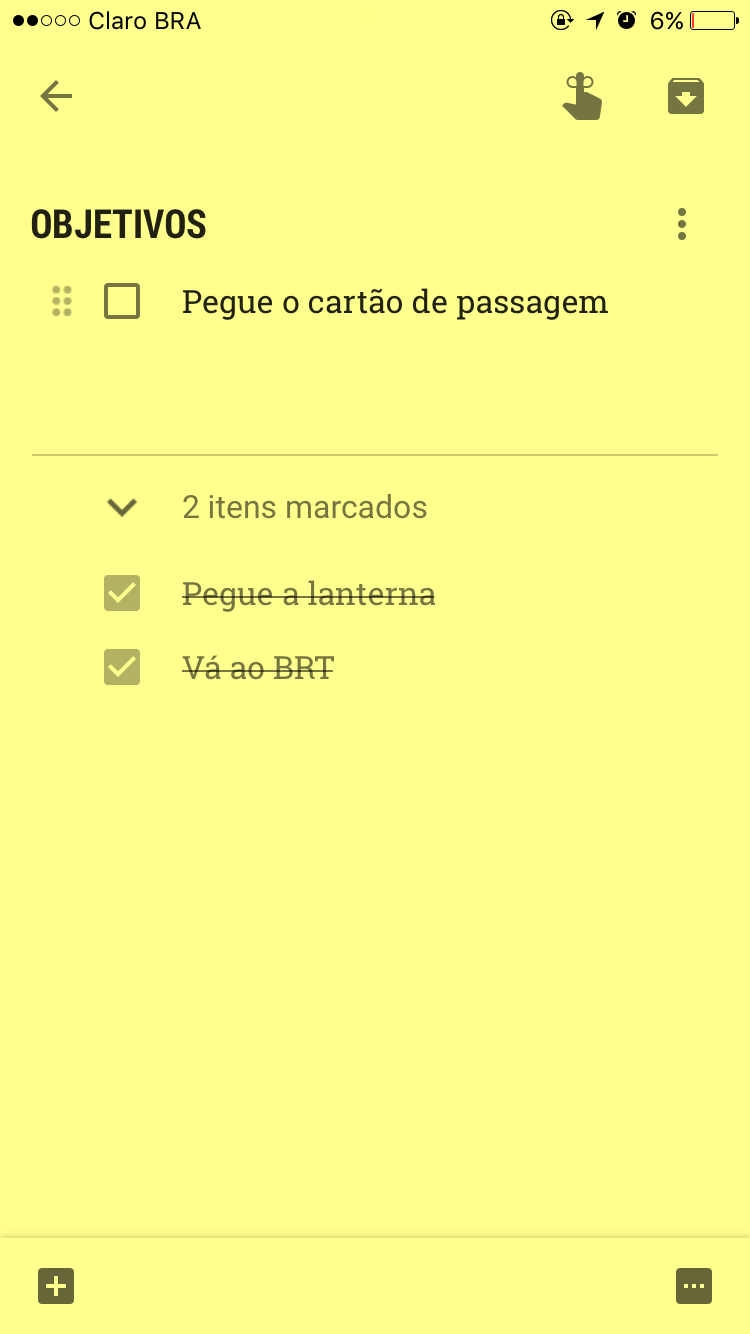 Claro BRA 6%
OBJETIVOS
Pegue o cartão de passagem
2 itens marcados
Pegue a lanterna
Vá ao BRT